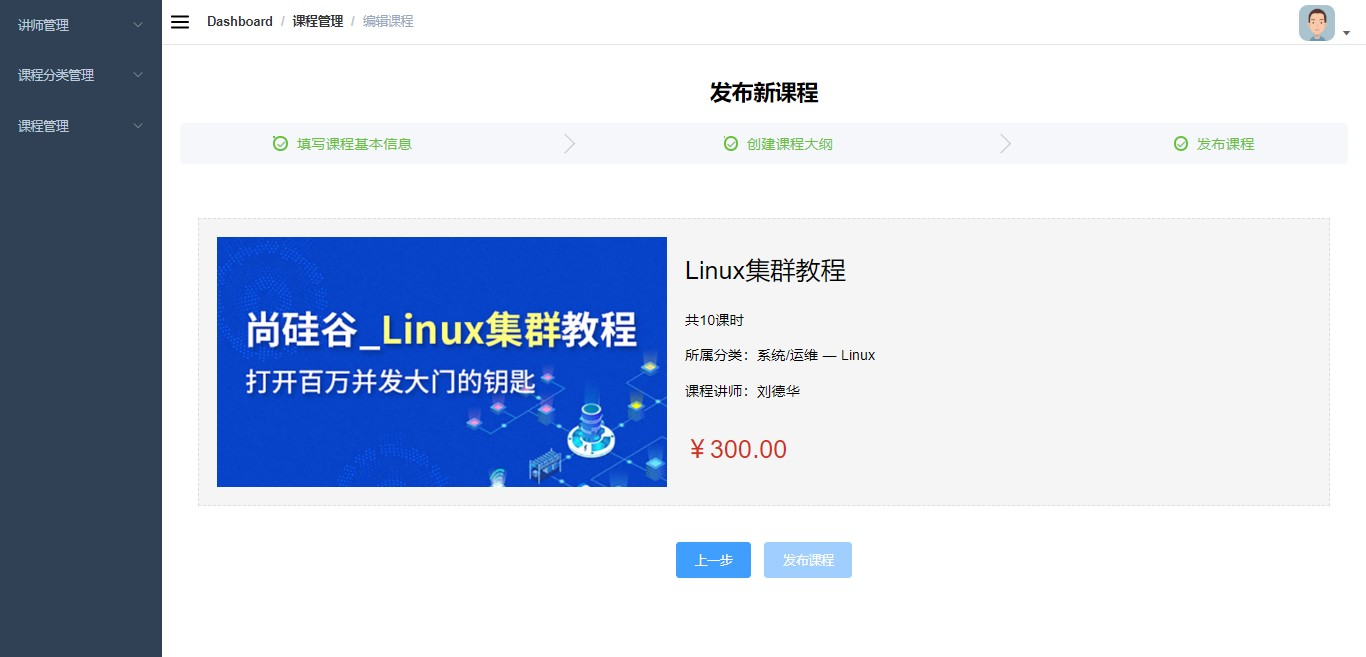 讲师管理
课程分类管理
课程管理
Dashboard / 课程管理 / 编辑课程
发布新课程
填写课程基本信息
创建课程大纲
发布课程
尚硅谷_Linux集群教程
打开百万并发大门的钥匙
Linux集群教程
共10课时
所属分类：系统/运维 — Linux
课程讲师：刘德华
￥300.00
上一步
发布课程